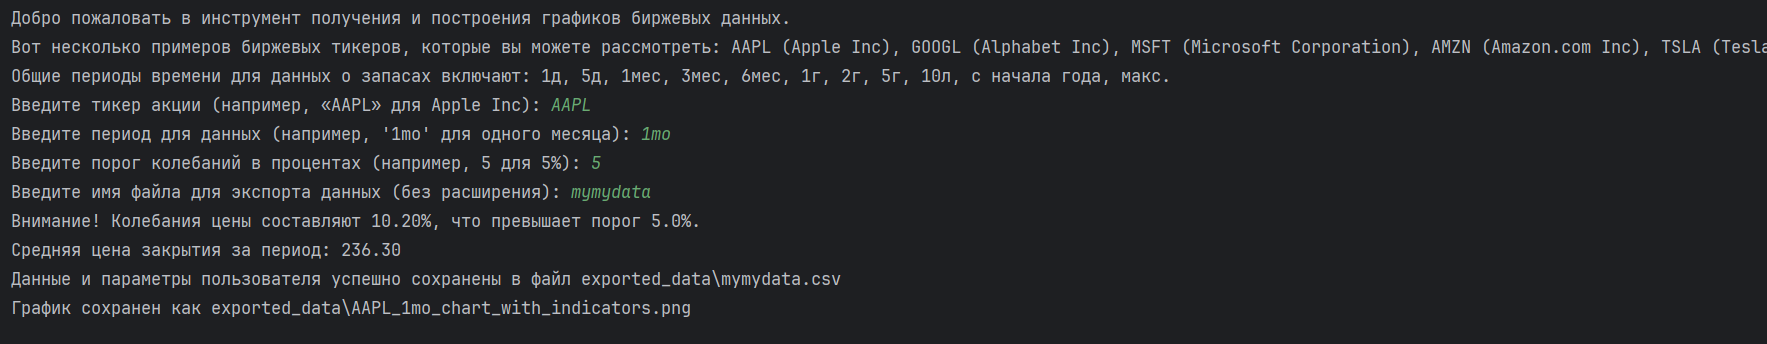 Добро пожаловать в инструмент получения и построения графиков биржевых данных.
Вот несколько примеров биржевых тикеров, которые вы можете рассмотреть: AAPL (Apple Inc), GOOGL (Alphabet Inc), MSFT (Microsoft Corporation), AMZN (Amazon.com Inc), TSLA (Tesla
Общие периоды времени для данных о запасах включают: 1д, 5д, 1мес, 3мес, 6мес, 1г, 2г, 5г, 10л, с начала года, макс.
Введите тикер акции (например, «AAPL» для Apple Inc): AAPL
Введите период для данных (например, '1mo' для одного месяца): 1mo
Введите порог колебаний в процентах (например, 5 для 5%): 5
Введите имя файла для экспорта данных (без расширения): mymydata
Внимание! Колебания цены составляют 10.20%, что превышает порог 5.0%.
Средняя цена закрытия за период: 236.30
Данные и параметры пользователя успешно сохранены в файл exported_data\mymydata.csv
График сохранен как exported_data\AAPL_1mo_chart_with_indicators.png